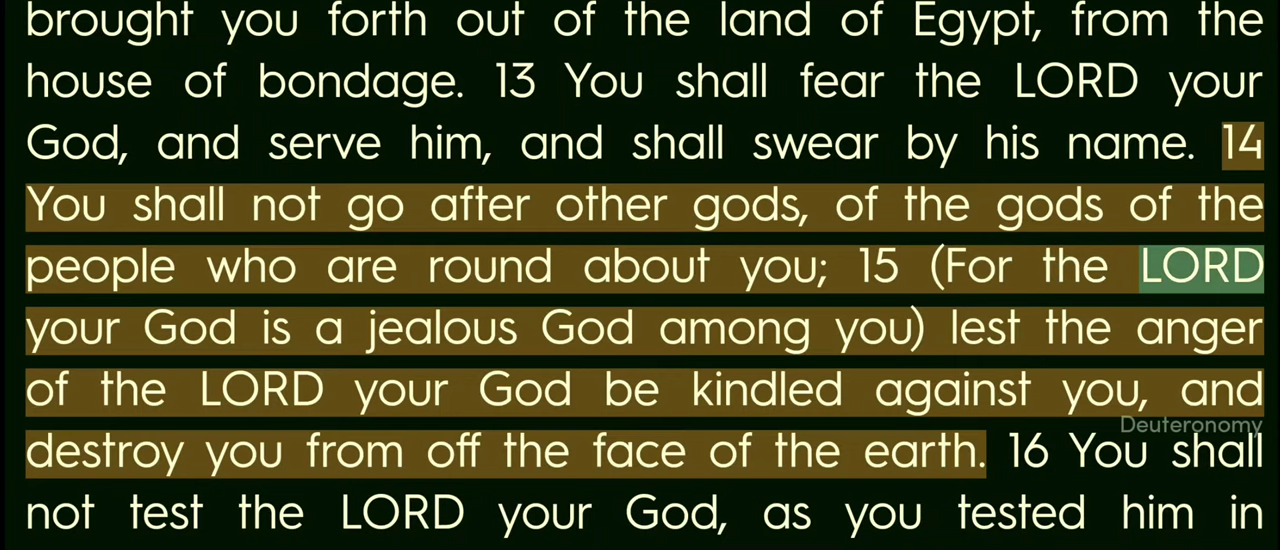 brought you forth out of the land of Egypt, from the
house of bondage. 13 You shall fear the LORD your
God, and serve him, and shall swear by his name. 14
You shall not go after other gods, of the gods of the
people who are round about you; 15 (For the LORD
your God is a jealous God among you) lest the anger
of the LORD your God be kindled against you, and
Deuteronomy
destroy you from off the face of the earth. 16 You shall
not test the LORD your God, as you tested him in